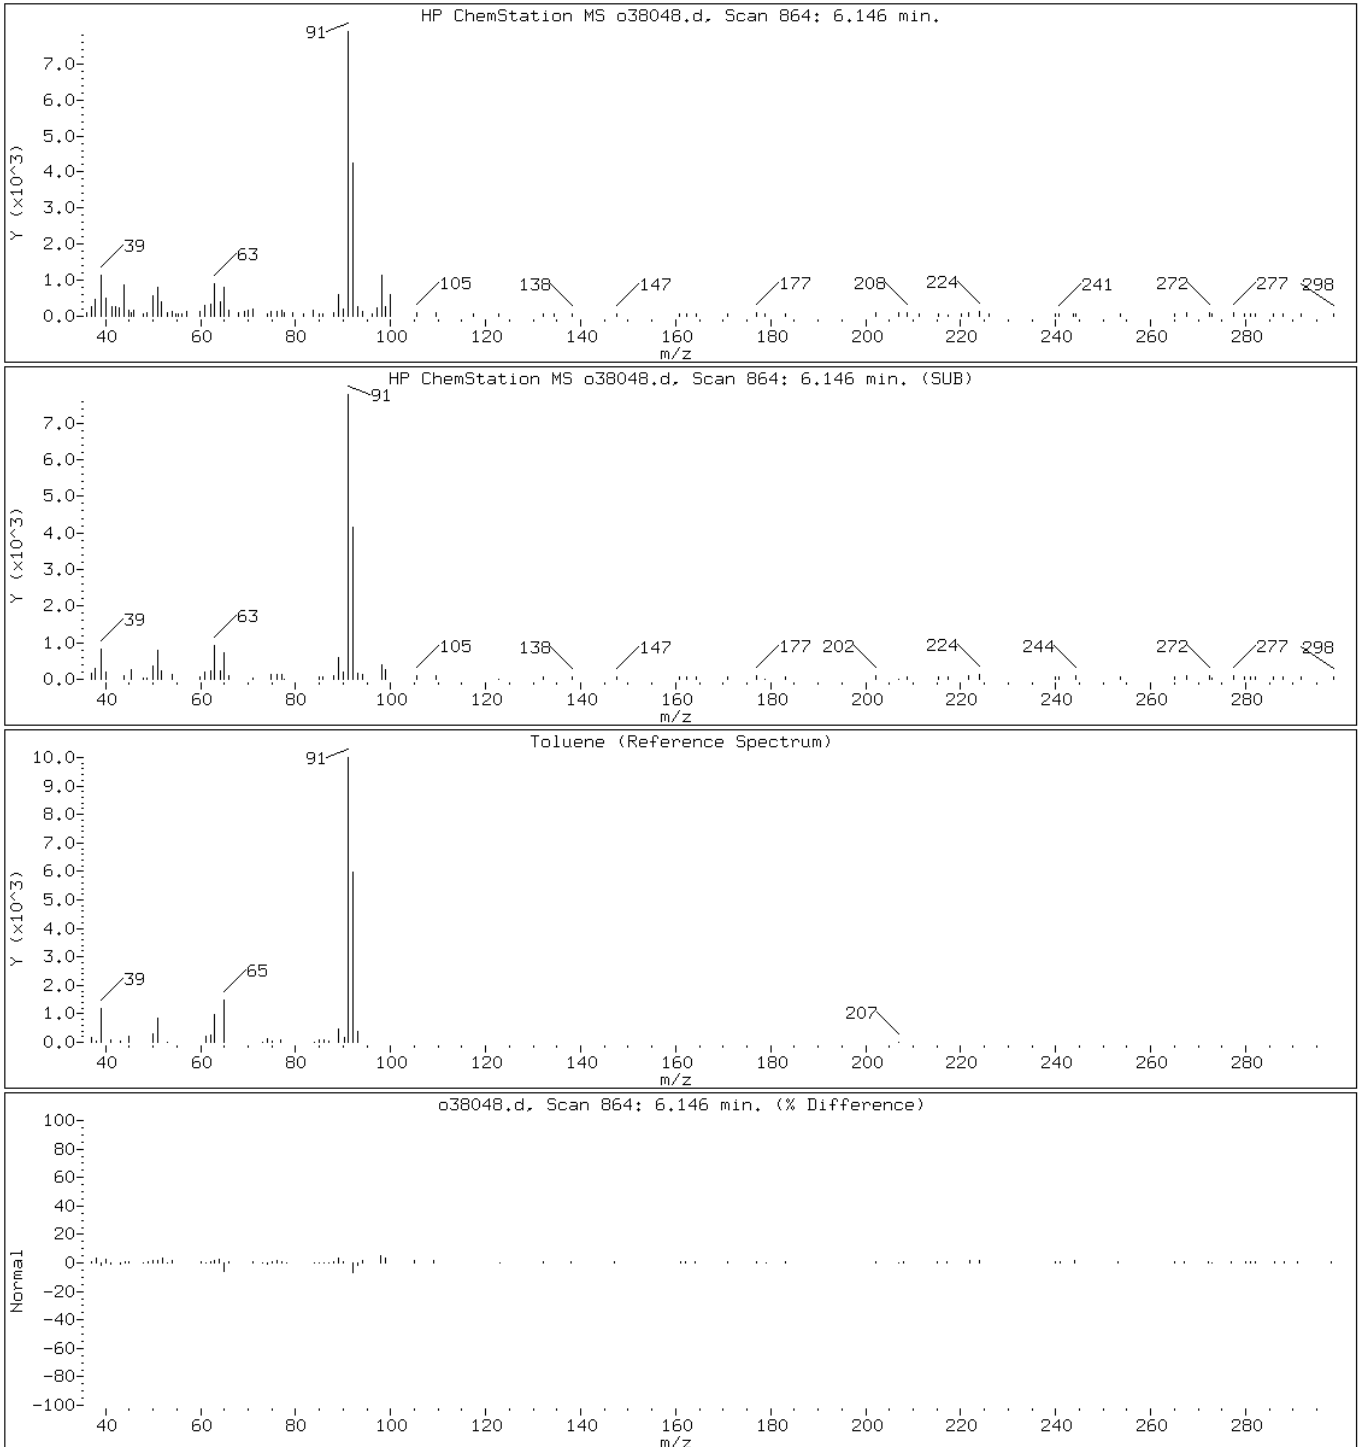 HP ChemStation MS o38048.d, Scan 864: 6.146 min.
91
7.0
6.0
5.0
4.0
3.0
2.0
1.0
0.0
Y (x10^3)
39 63 105 138 147 177 208 224 241 272 277 298
40 60 80 100 120 140 160 180 200 220 240 260 280
m/z
HP ChemStation MS o38048.d, Scan 864: 6.146 min. (SUB)
91
7.0
6.0
5.0
4.0
3.0
2.0
1.0
0.0
Y (x10^3)
39 63 105 138 147 177 202 224 244 272 277 298
40 60 80 100 120 140 160 180 200 220 240 260 280
m/z
Toluene (Reference Spectrum)
91
10.0
9.0
8.0
7.0
6.0
5.0
4.0
3.0
2.0
1.0
0.0
Y (x10^3)
39 65 207
40 60 80 100 120 140 160 180 200 220 240 260 280
m/z
o38048.d, Scan 864: 6.146 min. (% Difference)
100
80
60
40
20
0
-20
-40
-60
-80
-100
Normal
40 60 80 100 120 140 160 180 200 220 240 260 280
m/z